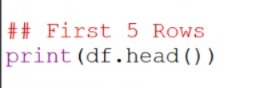 ## First 5 Rows
print(df.head())